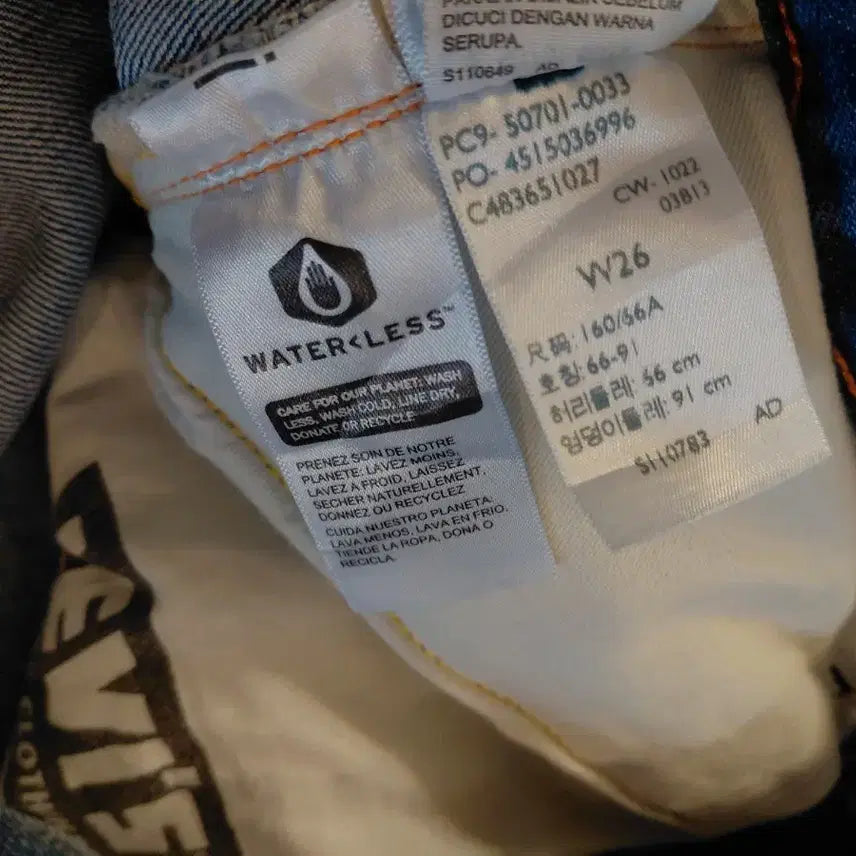 DICUCI DENGAN WARNA
SERUPA.
S110649 AD
PC9- 50701-0033
PO- 4515036996
C483651027
CW- 1022
03813
W26
尺码: 160/66A
호칭: 66-91
허리둘레: 66 cm
엉덩이둘레: 91 cm
S110783 AD
WATER<LESS™
CARE FOR OUR PLANET: WASH
LESS, WASH COLD, LINE DRY,
DONATE OR RECYCLE
PRENEZ SOIN DE NOTRE
PLANÈTE: LAVEZ MOINS,
LAVEZ À FROID, LAISSEZ
SÉCHER NATURELLEMENT,
DONNEZ OU RECYCLEZ
CUIDA NUESTRO PLANETA.
LAVA MENOS, LAVA EN FRIO,
TIENDE LA ROPA, DONA O
RECICLA.
LEVI'S